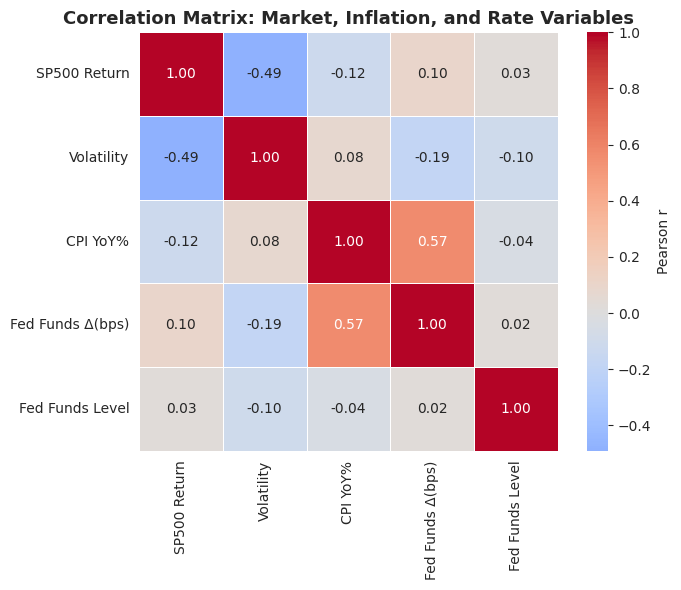 Correlation Matrix: Market, Inflation, and Rate Variables
SP500 Return 1.00 -0.49 -0.12 0.10 0.03
Volatility -0.49 1.00 0.08 -0.19 -0.10
CPI YoY% -0.12 0.08 1.00 0.57 -0.04
Fed Funds Δ(bps) 0.10 -0.19 0.57 1.00 0.02
Fed Funds Level 0.03 -0.10 -0.04 0.02 1.00
SP500 Return
Volatility
CPI YoY%
Fed Funds Δ(bps)
Fed Funds Level
1.0
0.8
0.6
0.4
0.2
0.0
−0.2
−0.4
Pearson r